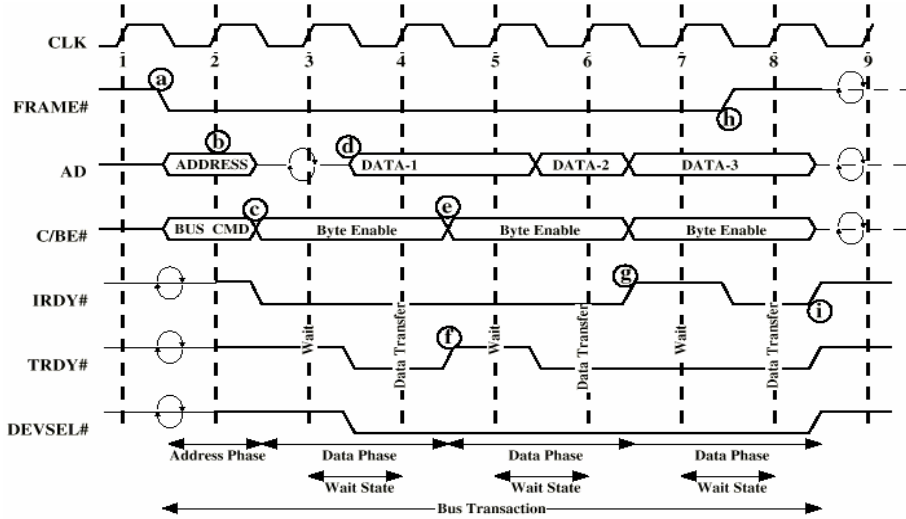 CLK
1 2 3 4 5 6 7 8 9
a
FRAME#
h
b
d
AD
ADDRESS DATA-1 DATA-2 DATA-3
c
e
C/BE#
BUS CMD Byte Enable Byte Enable Byte Enable
g
IRDY#
i
Wait Data Transfer Wait Data Transfer Wait Data Transfer
f
TRDY#
DEVSEL#
Address Phase Data Phase Data Phase Data Phase
Wait State Wait State Wait State
Bus Transaction